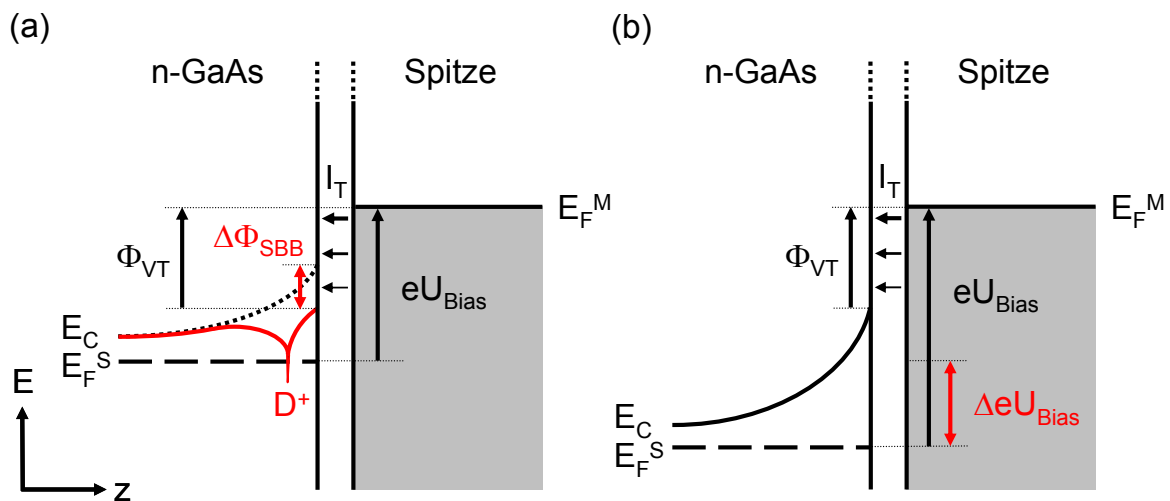 (a)
n-GaAs
Spitze
I_T
E_F^M
Φ_VT
ΔΦ_SBB
eU_Bias
E_C
E_F^S
D^+
E
z
(b)
n-GaAs
Spitze
I_T
E_F^M
Φ_VT
eU_Bias
ΔeU_Bias
E_C
E_F^S